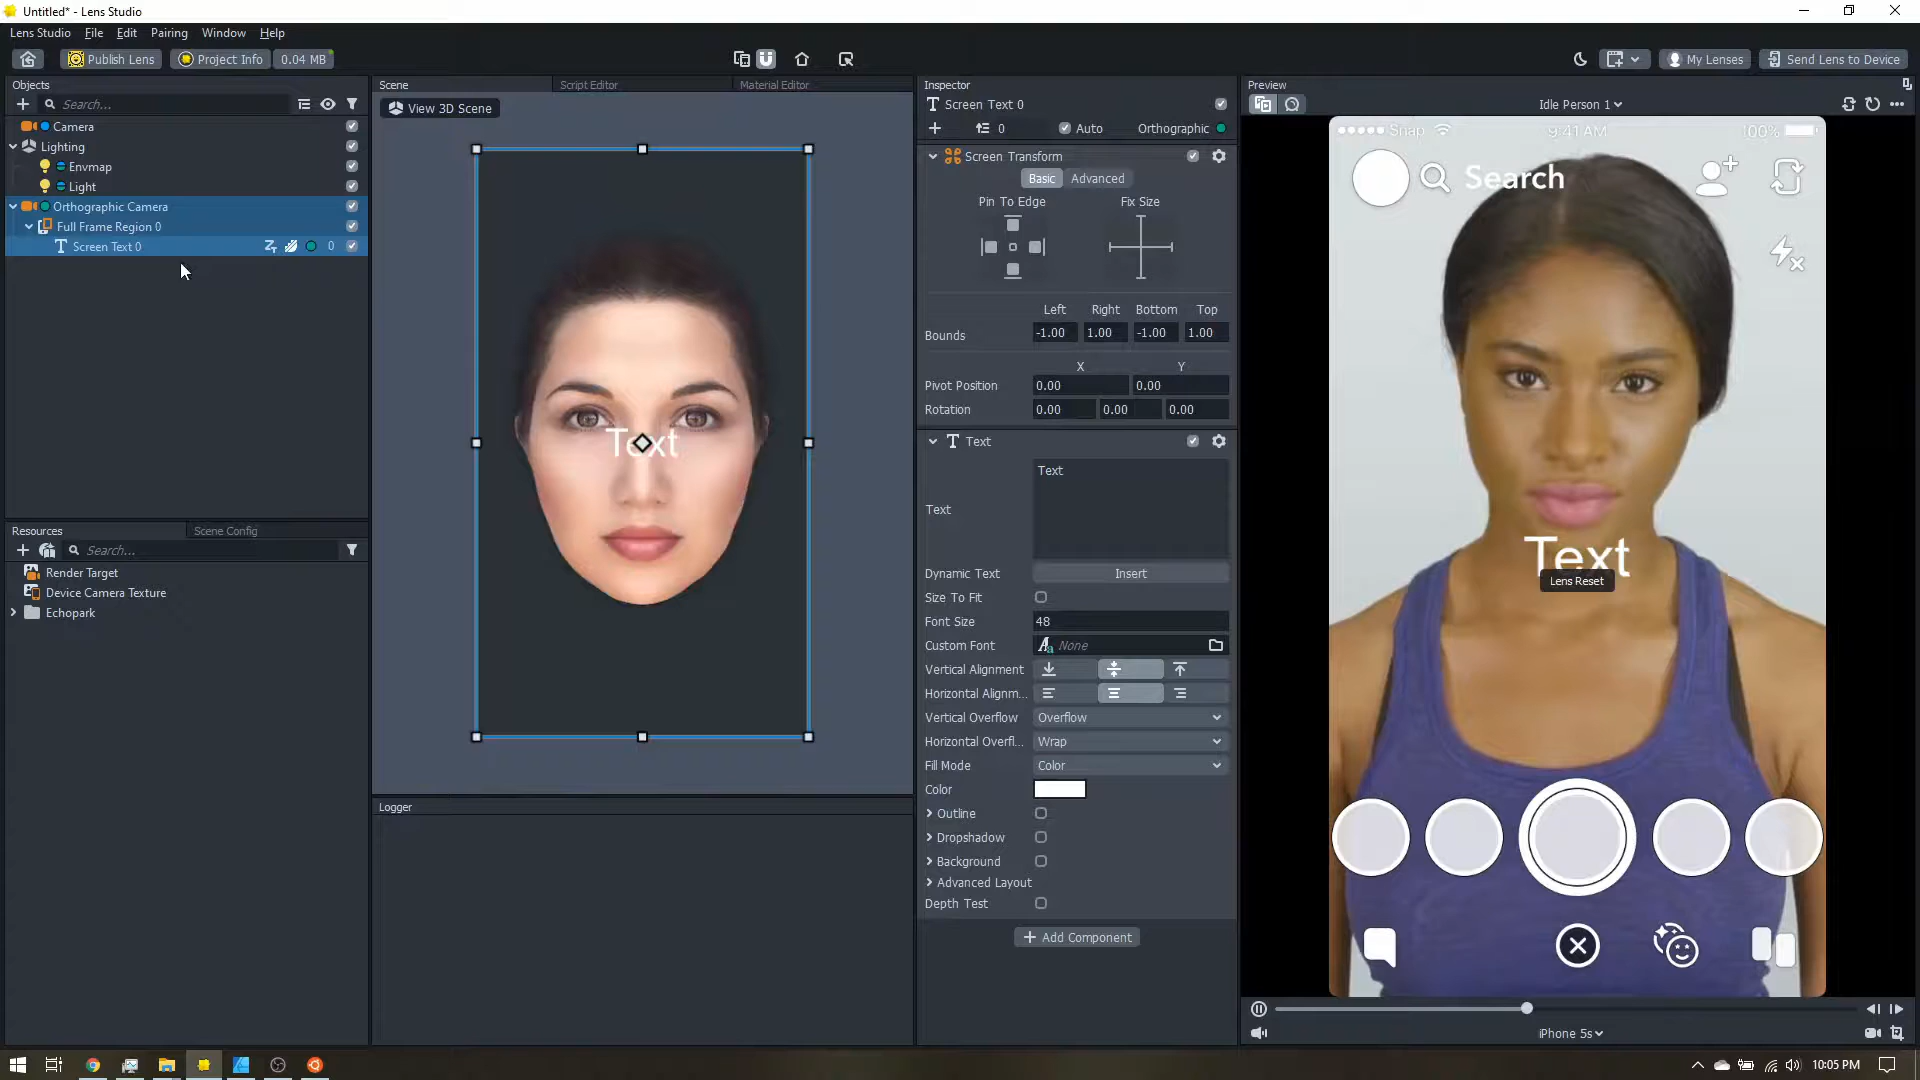 Untitled* - Lens Studio
Lens Studio File Edit Pairing Window Help
Publish Lens Project Info 0.04 MB My Lenses Send Lens to Device
Objects
Search...
Camera
Lighting
Envmap
Light
Orthographic Camera
Full Frame Region 0
Screen Text 0 0
Resources Scene Config
Search...
Render Target
Device Camera Texture
Echopark
Scene Script Editor Material Editor
View 3D Scene
Text
Logger
Inspector
Screen Text 0
0 Auto Orthographic
Screen Transform
Basic Advanced
Pin To Edge Fix Size
Left Right Bottom Top
Bounds -1.00 1.00 -1.00 1.00
X Y
Pivot Position 0.00 0.00
Rotation 0.00 0.00 0.00
Text
Text
Text
Dynamic Text Insert
Size To Fit
Font Size 48
Custom Font None
Vertical Alignment
Horizontal Alignm...
Vertical Overflow Overflow
Horizontal Overfl... Wrap
Fill Mode Color
Color
Outline
Dropshadow
Background
Advanced Layout
Depth Test
Add Component
Preview
Idle Person 1
Snap 9:41 AM 100%
Search
Text
Lens Reset
iPhone 5s
10:05 PM